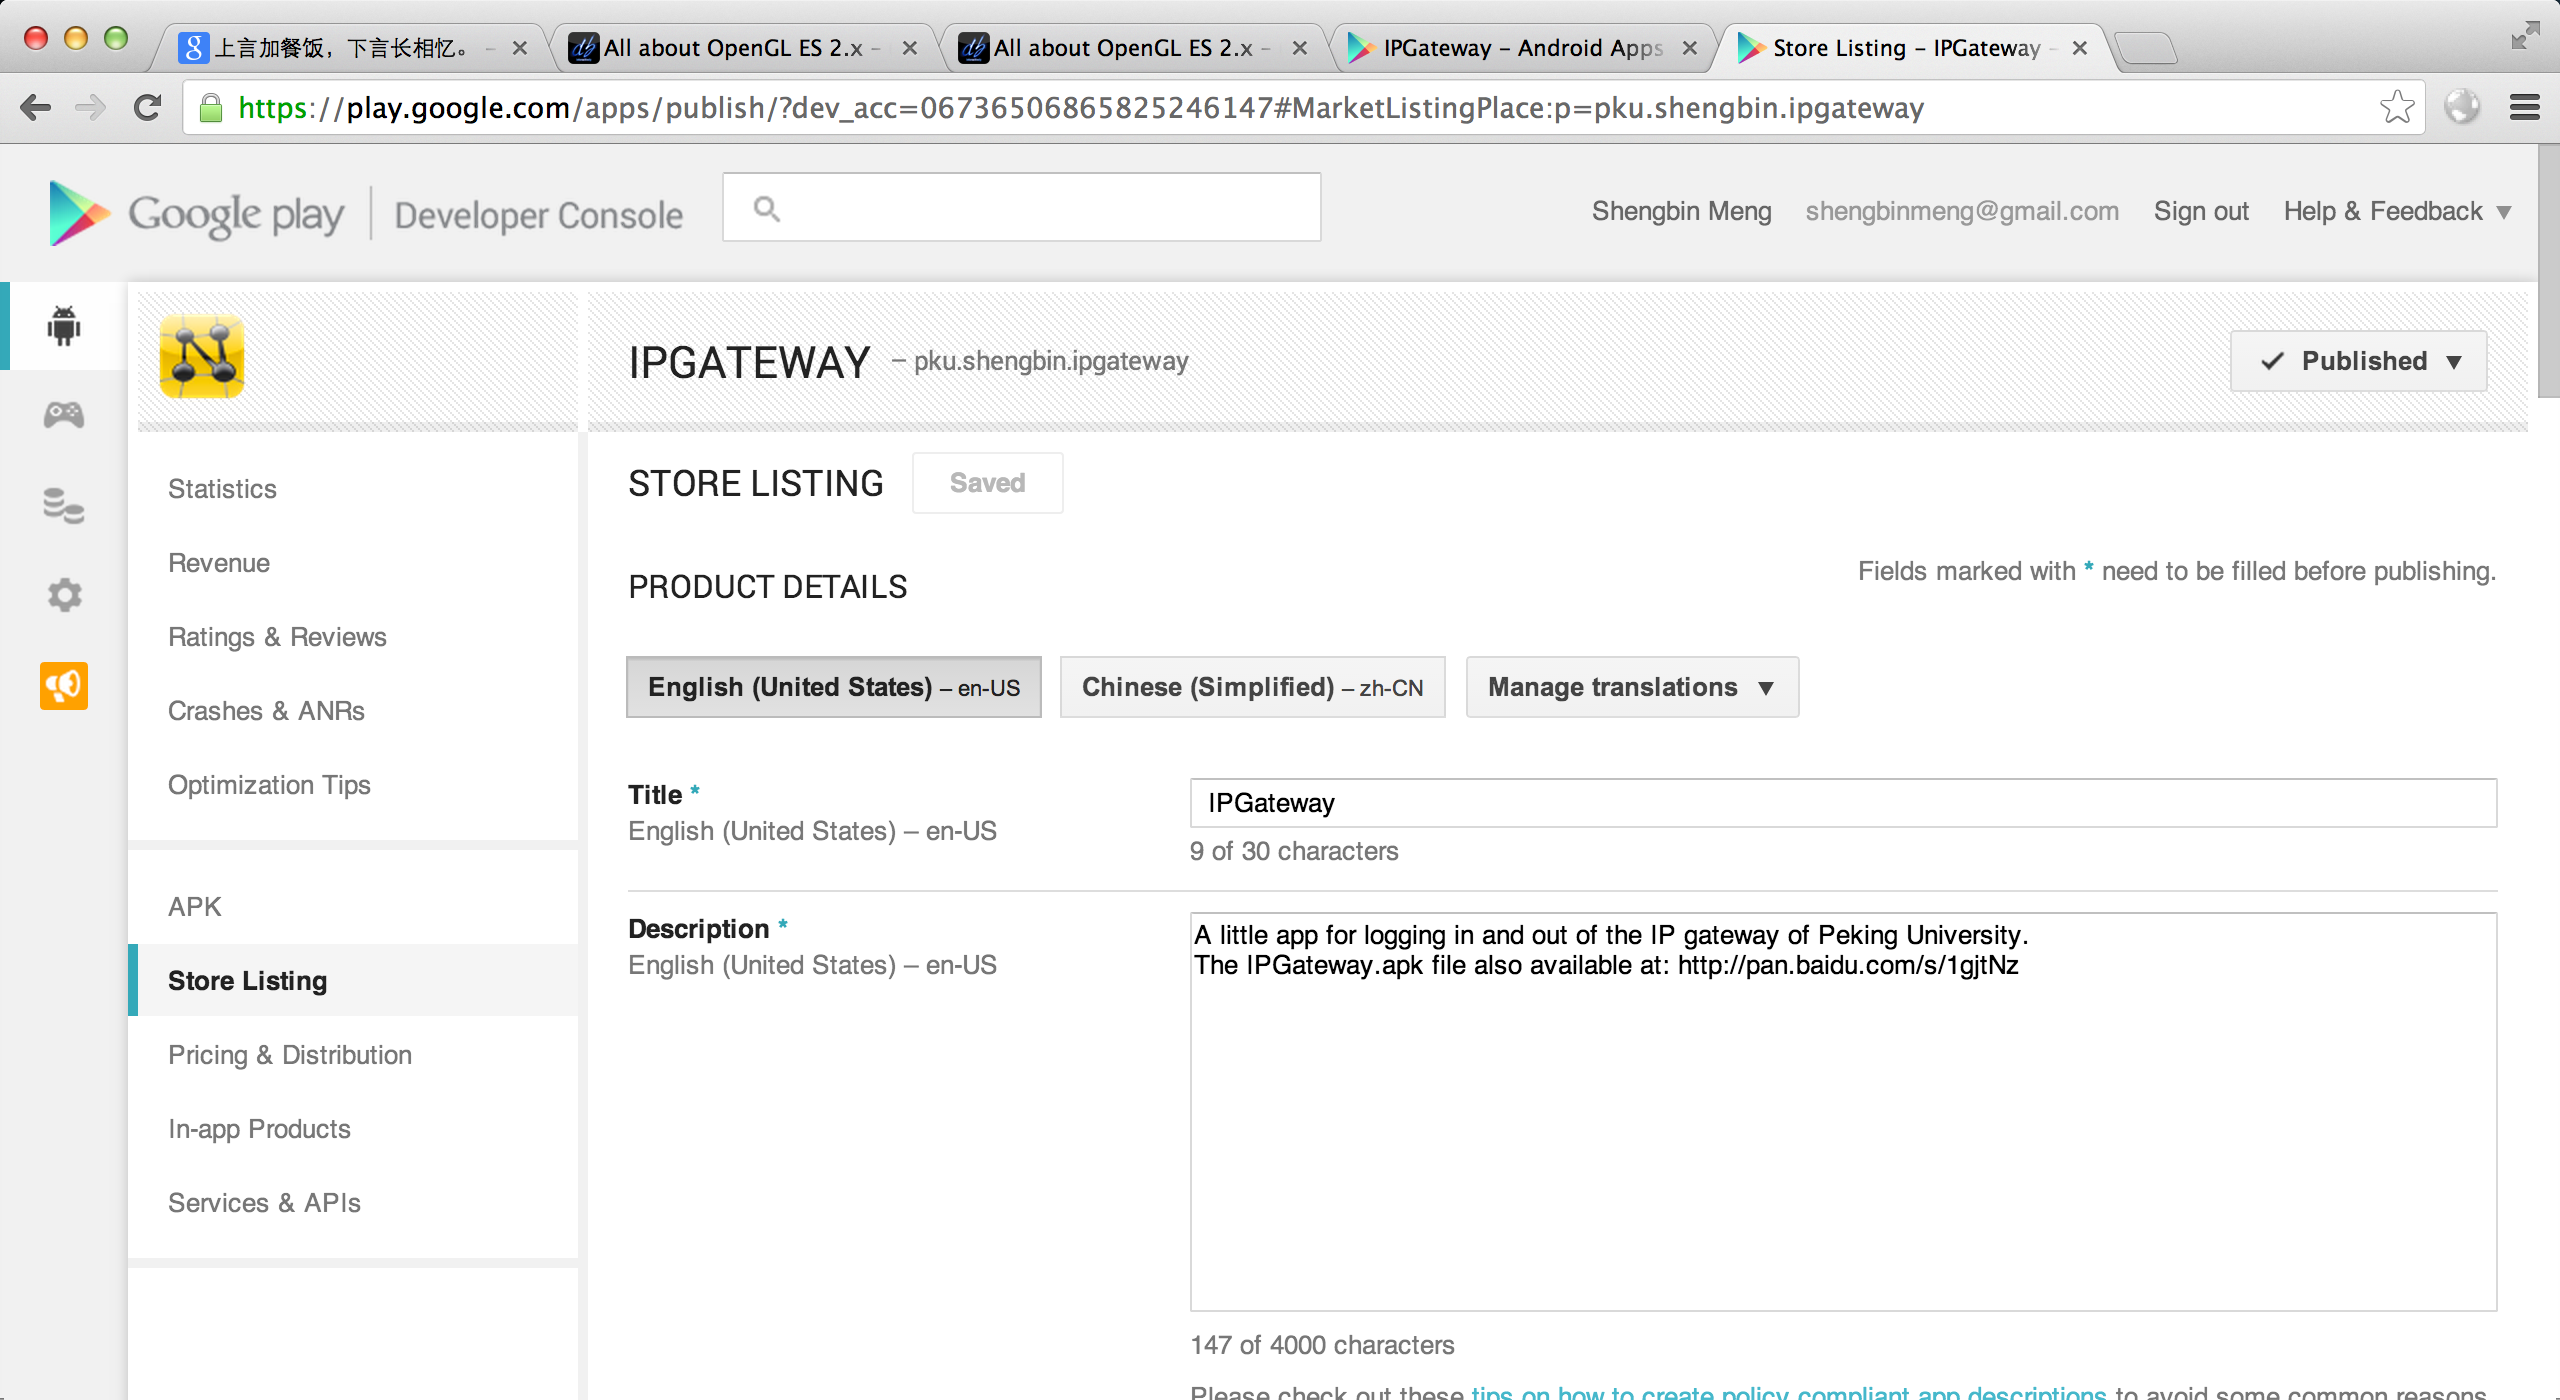 上言加餐饭，下言长相忆。 –
All about OpenGL ES 2.x –
All about OpenGL ES 2.x –
IPGateway – Android Apps
Store Listing – IPGateway –
https://play.google.com/apps/publish/?dev_acc=06736506865825246147#MarketListingPlace:p=pku.shengbin.ipgateway
Google play | Developer Console
Shengbin Meng shengbinmeng@gmail.com Sign out Help & Feedback
IPGATEWAY – pku.shengbin.ipgateway
Published
Statistics
Revenue
Ratings & Reviews
Crashes & ANRs
Optimization Tips
APK
Store Listing
Pricing & Distribution
In-app Products
Services & APIs
STORE LISTING Saved
PRODUCT DETAILS
Fields marked with * need to be filled before publishing.
English (United States) – en-US
Chinese (Simplified) – zh-CN
Manage translations
Title *
English (United States) – en-US
IPGateway
9 of 30 characters
Description *
English (United States) – en-US
A little app for logging in and out of the IP gateway of Peking University.
The IPGateway.apk file also available at: http://pan.baidu.com/s/1gjtNz
147 of 4000 characters
Please check out these tips on how to create policy compliant app descriptions to avoid some common reasons